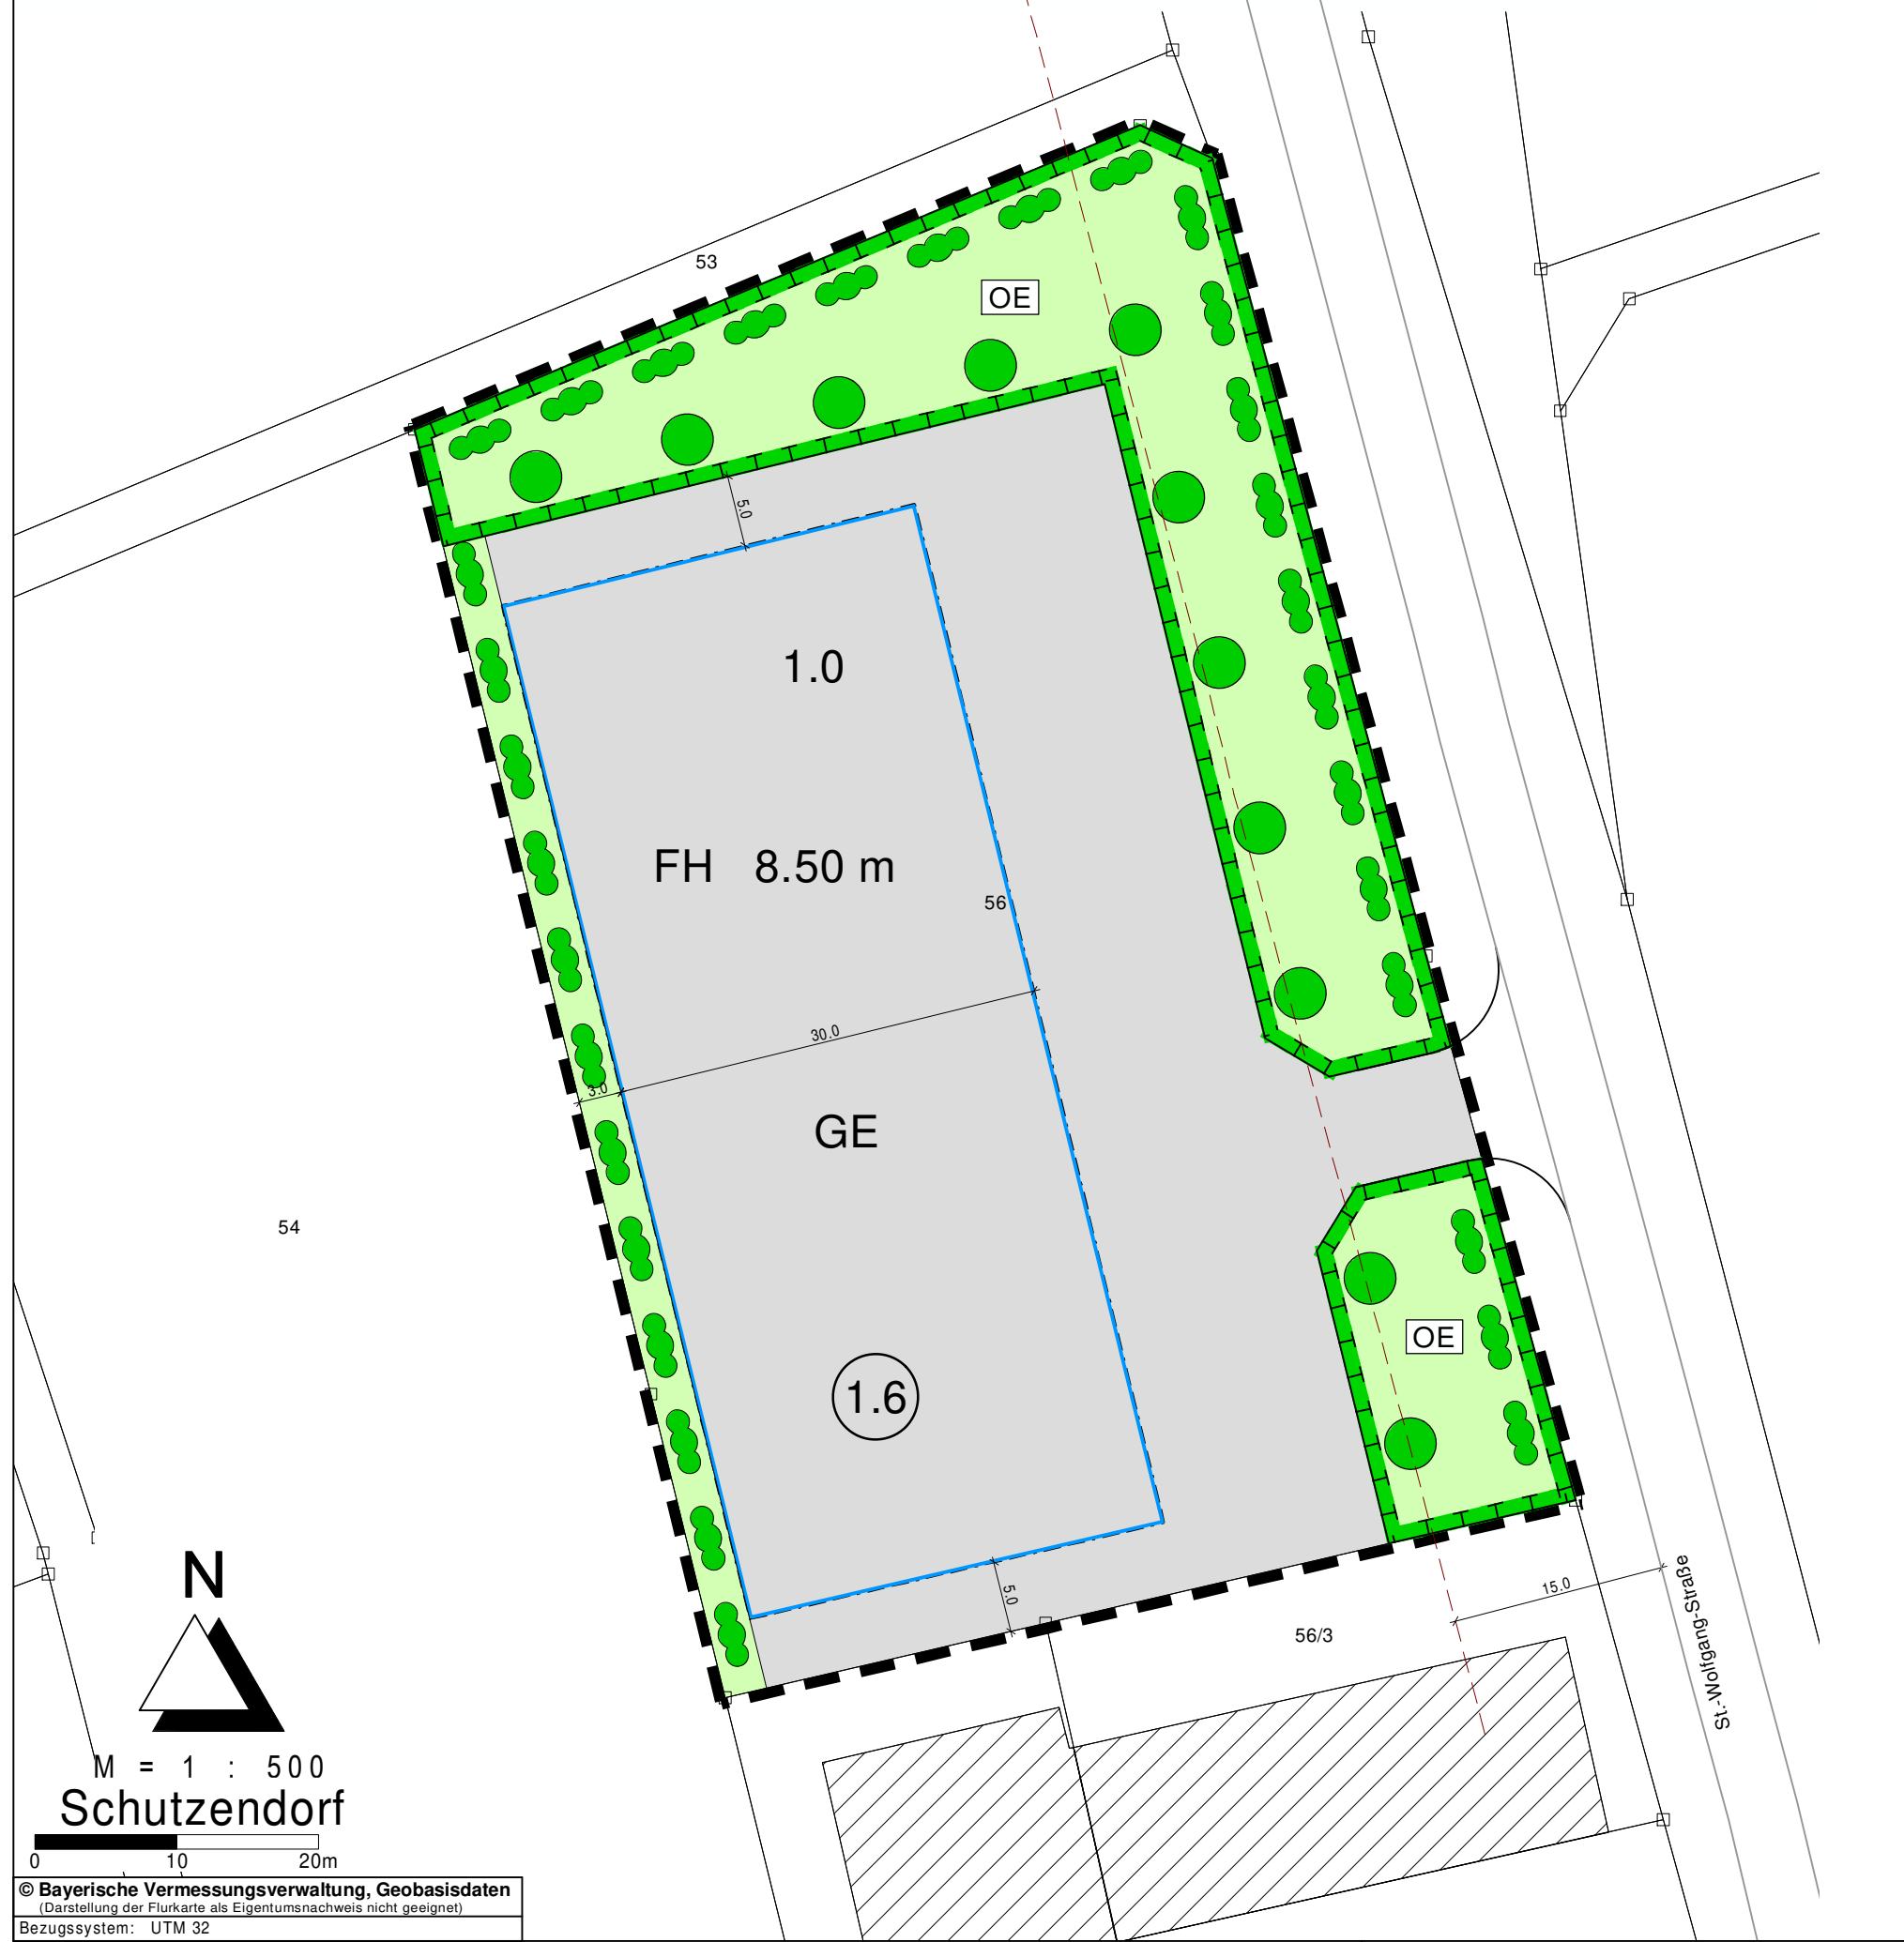 53
OE
5.0
1.0
FH 8.50 m
56
30.0
3.0
GE
54
OE
1.6
5.0
15.0
56/3
St.-Wolfgang-Straße
N
M = 1 : 500
Schutzendorf
0 10 20m
© Bayerische Vermessungsverwaltung, Geobasisdaten
(Darstellung der Flurkarte als Eigentumsnachweis nicht geeignet)
Bezugssystem: UTM 32